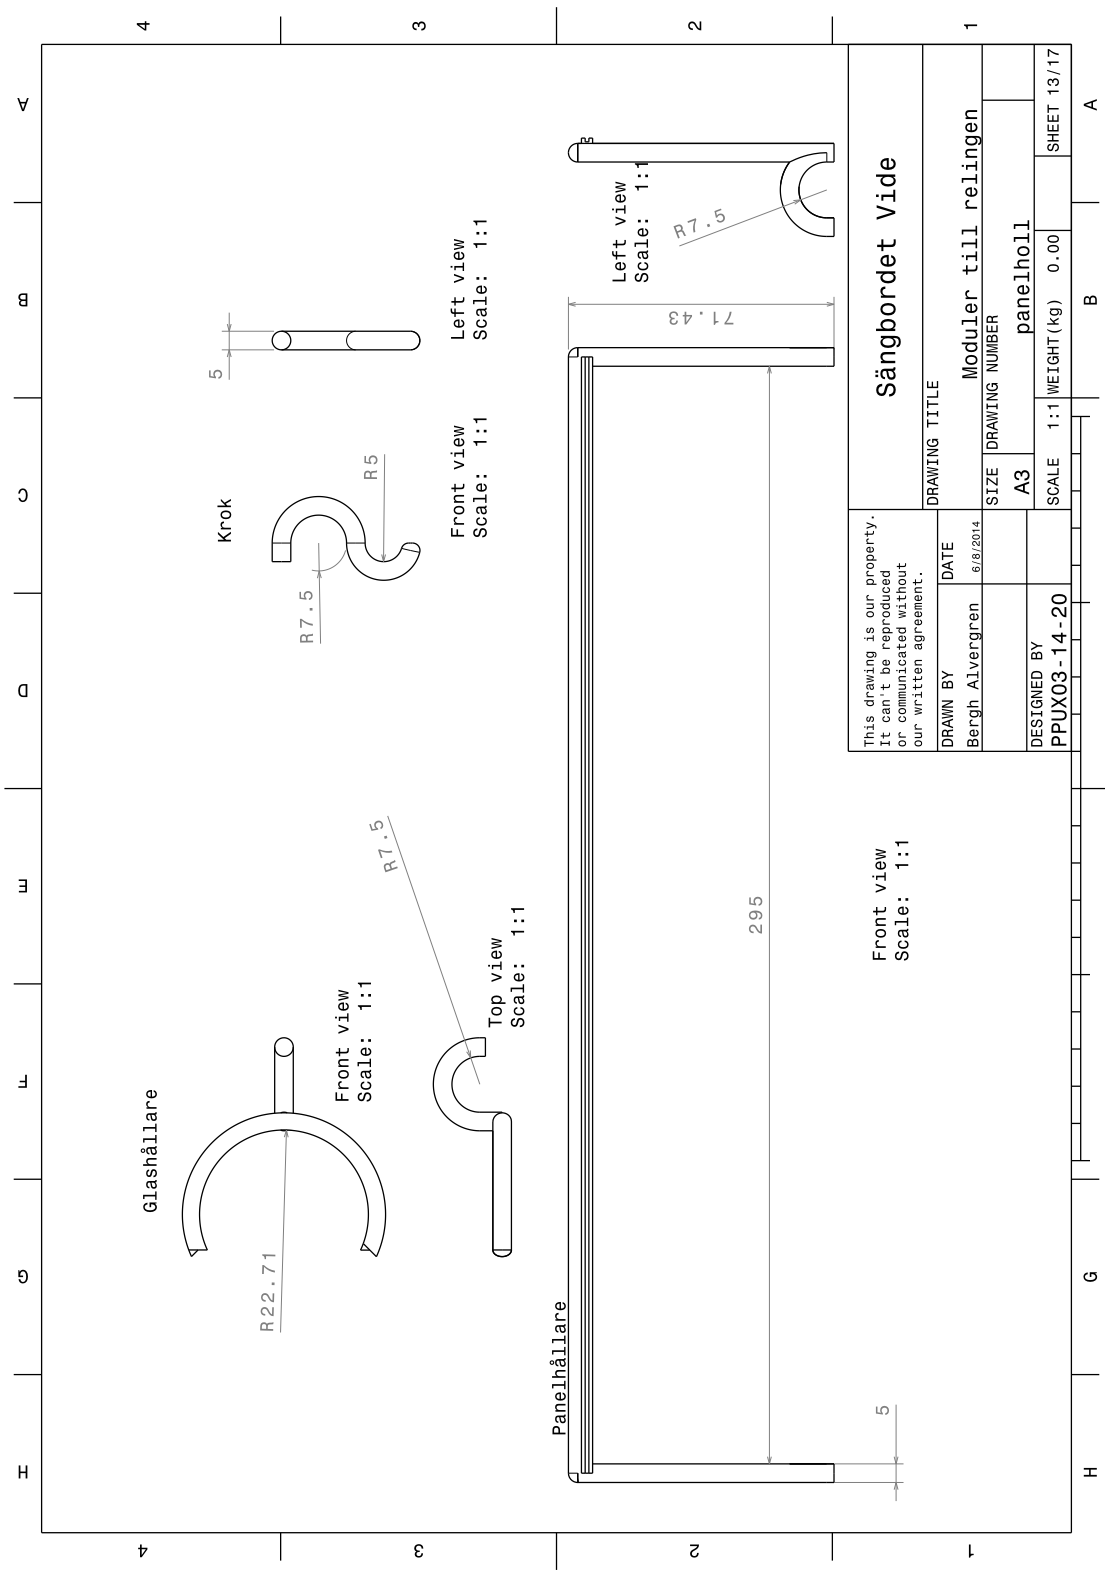 4
3
2
1
H
G
F
E
D
C
B
A
Glashållare
R22.71
Front view
Scale: 1:1
R7.5
Top view
Scale: 1:1
Krok
R7.5
R5
Front view
Scale: 1:1
5
Left view
Scale: 1:1
Panelhållare
295
5
71.43
Front view
Scale: 1:1
R7.5
Left view
Scale: 1:1
This drawing is our property.
It can't be reproduced
or communicated without
our written agreement.
Sängbordet Vide
DRAWN BY
Bergh Alvergren
DATE
6/8/2014
DRAWING TITLE
Moduler till relingen
SIZE
A3
DRAWING NUMBER
panelholl
DESIGNED BY
PPUX03-14-20
SCALE 1:1
WEIGHT(kg) 0.00
SHEET 13/17
H
G
B
A
4
3
2
1